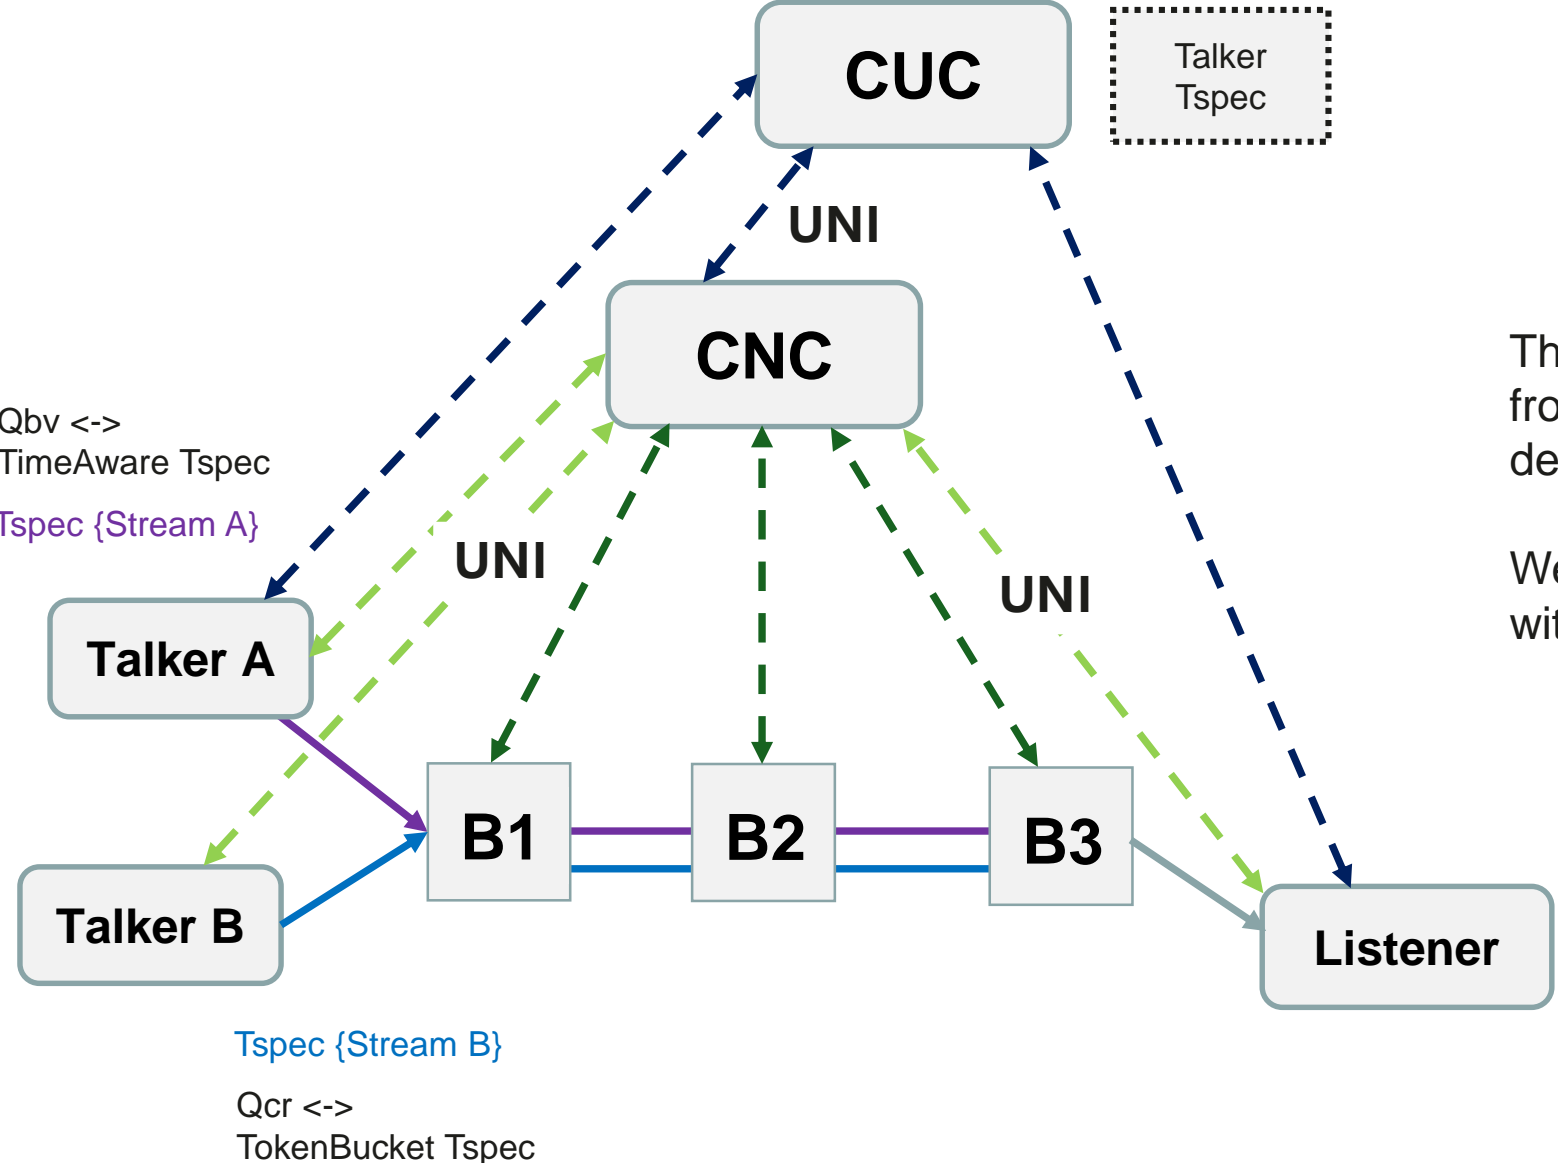 CUC
Talker
Tspec
UNI
CNC
Qbv <->
TimeAware Tspec
Tspec {Stream A}
UNI
UNI
Talker A
B1
B2
B3
Talker B
Listener
Tspec {Stream B}
Qcr <->
TokenBucket Tspec